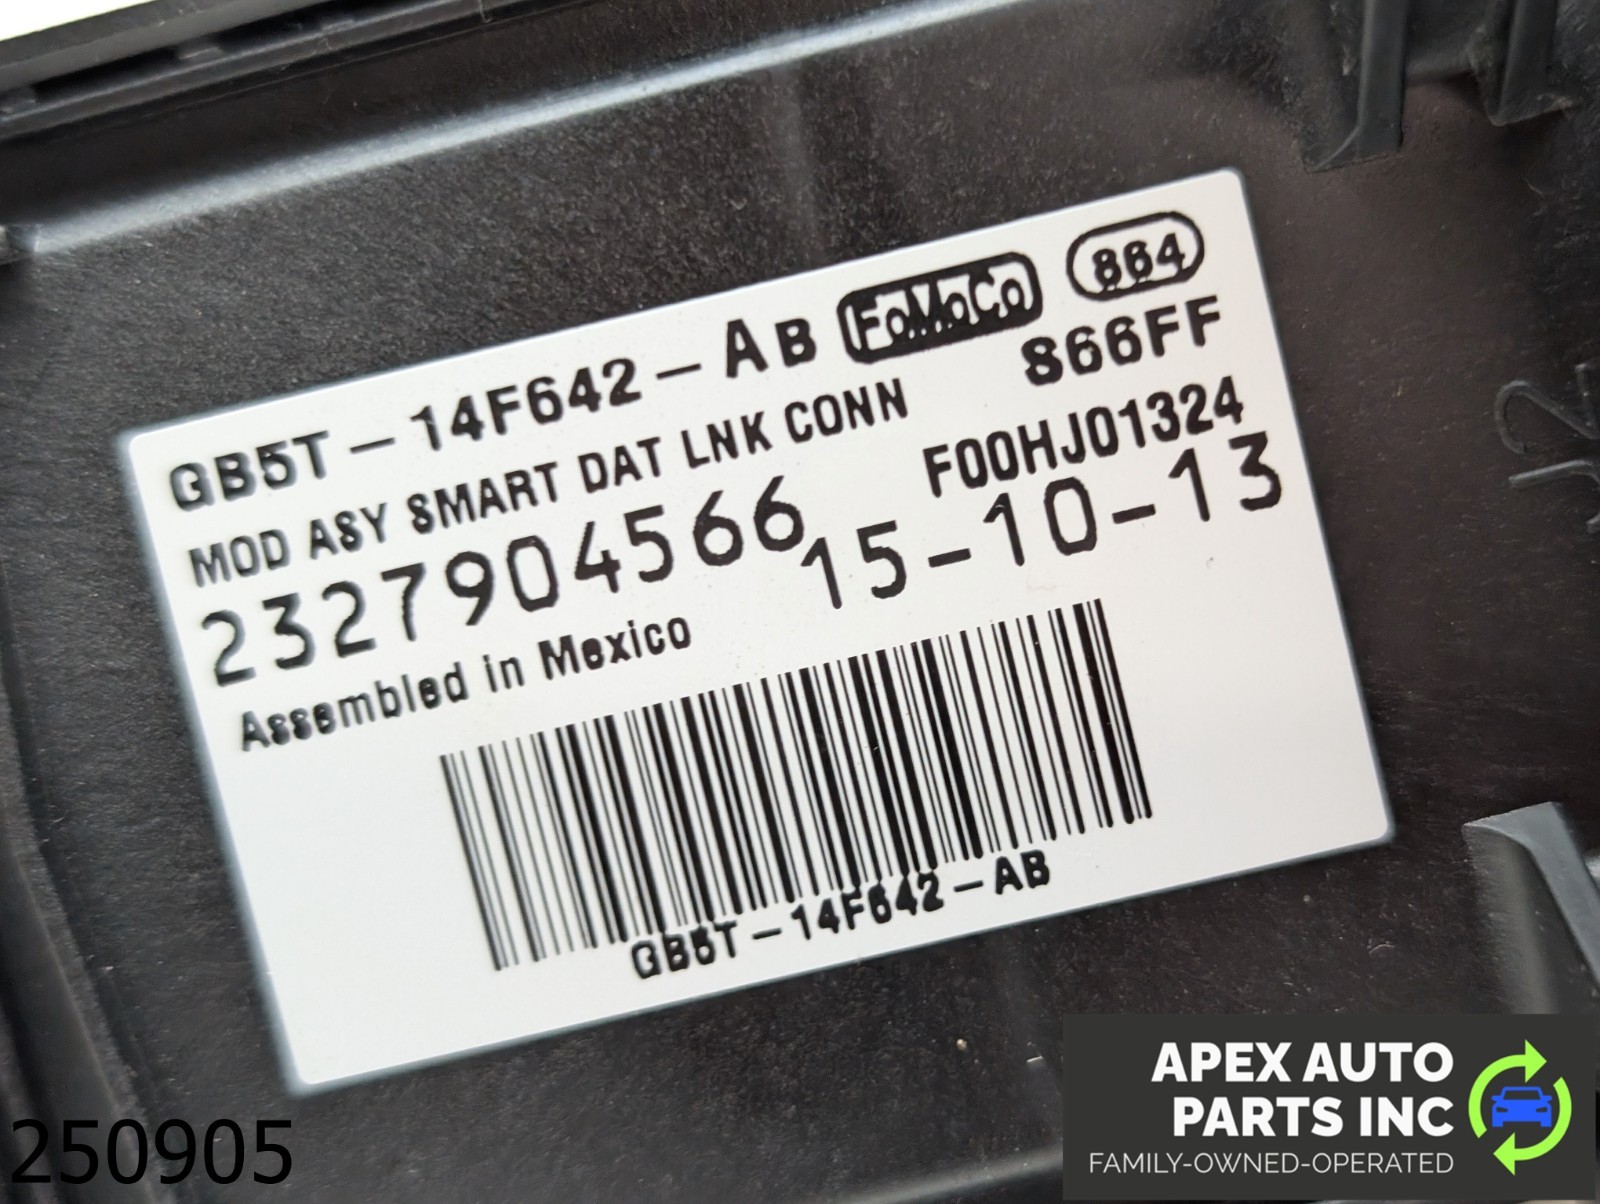 GB5T-14F642-AB FoMoCo 864
MOD ASY SMART DAT LNK CONN 866FF
2327904566 F00HJ01324
15-10-13
Assembled in Mexico
GB5T-14F642-AB
250905
APEX AUTO
PARTS INC
FAMILY-OWNED-OPERATED